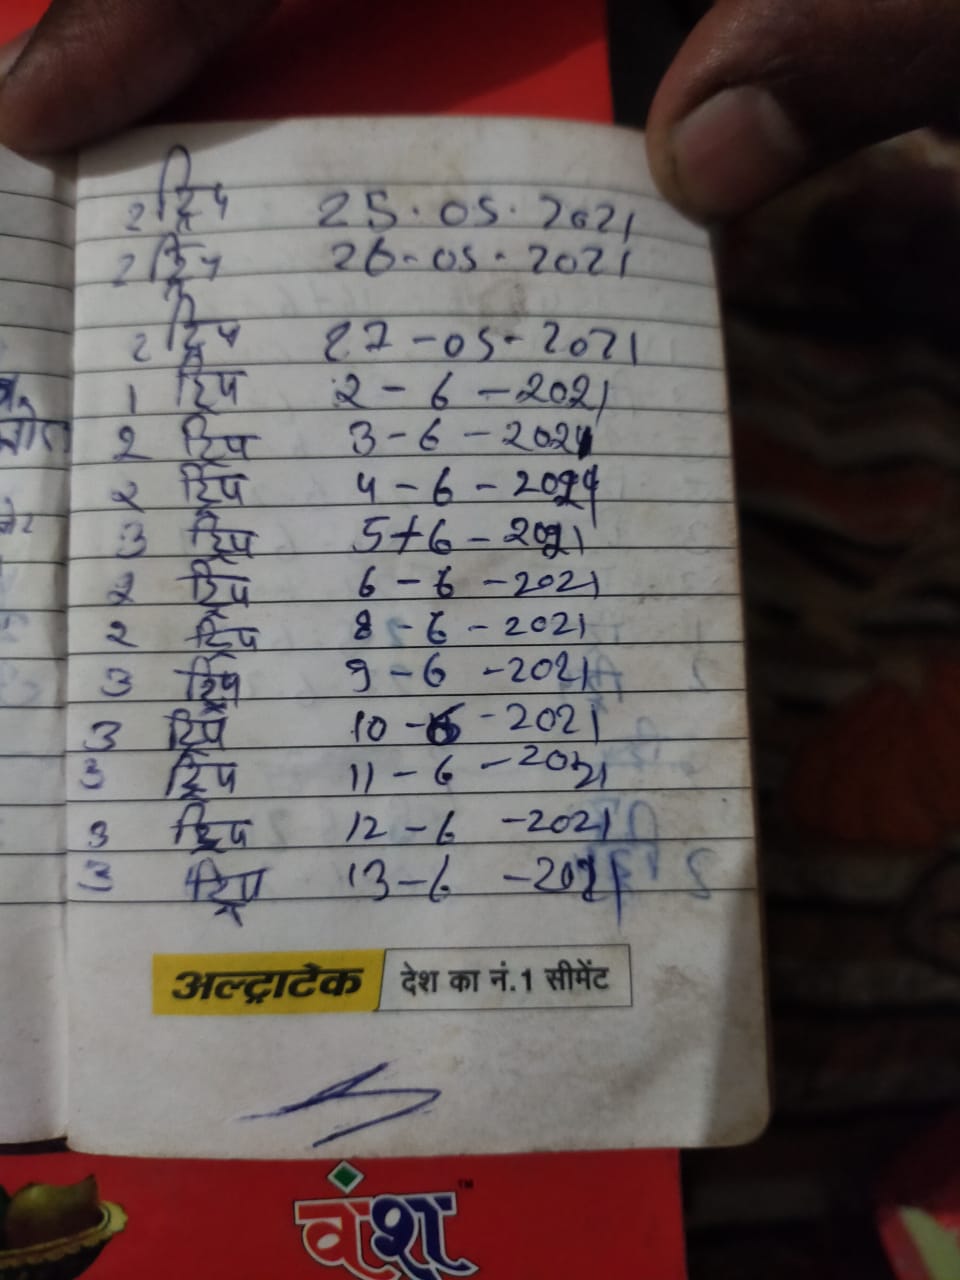 2 ट्रिप 25.05.2021
2 ट्रिप 26-05-2021
2 ट्रिप 27-05-2021
1 ट्रिप 2-6-2021
2 ट्रिप 3-6-2021
2 ट्रिप 4-6-2021
3 ट्रिप 5-6-2021
2 ट्रिप 6-6-2021
2 ट्रिप 8-6-2021
3 ट्रिप 9-6-2021
3 ट्रिप 10-6-2021
3 ट्रिप 11-6-2021
3 ट्रिप 12-6-2021
3 ट्रिप 13-6-2021
अल्ट्राटेक देश का नं.1 सीमेंट
वंश™